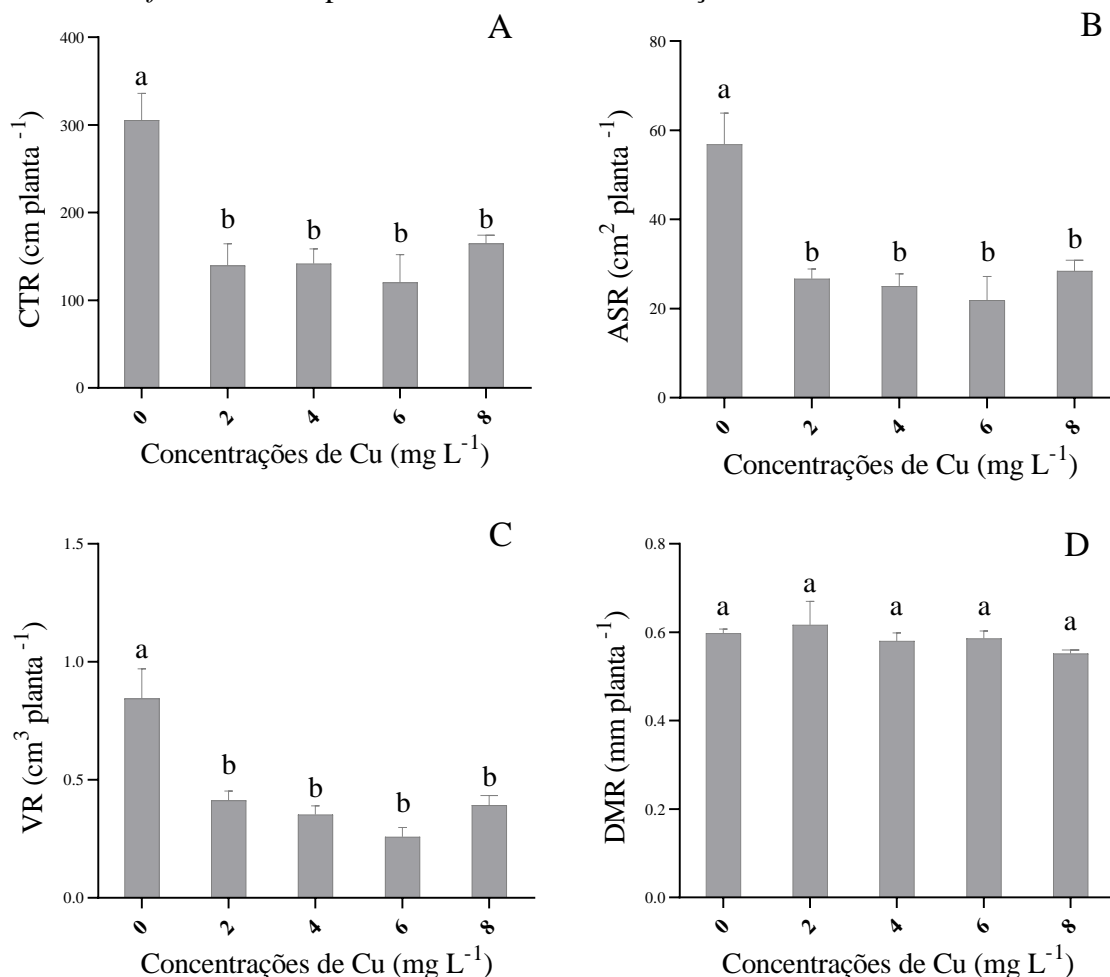 A
400
300
200
100
0
CTR (cm planta -1)
a
b
b
b
b
0
2
4
6
8
Concentrações de Cu (mg L-1)
B
80
60
40
20
0
ASR (cm2 planta -1)
a
b
b
b
b
0
2
4
6
8
Concentrações de Cu (mg L-1)
C
1.5
1.0
0.5
0.0
VR (cm3 planta -1)
a
b
b
b
b
0
2
4
6
8
Concentrações de Cu (mg L-1)
D
0.8
0.6
0.4
0.2
0.0
DMR (mm planta -1)
a
a
a
a
a
0
2
4
6
8
Concentrações de Cu (mg L-1)